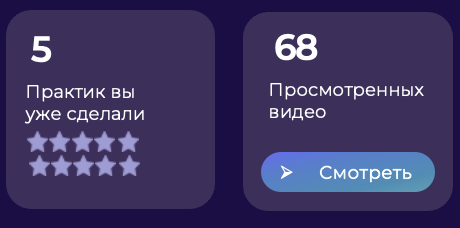 5
Практик вы
уже сделали
68
Просмотренных
видео
Смотреть